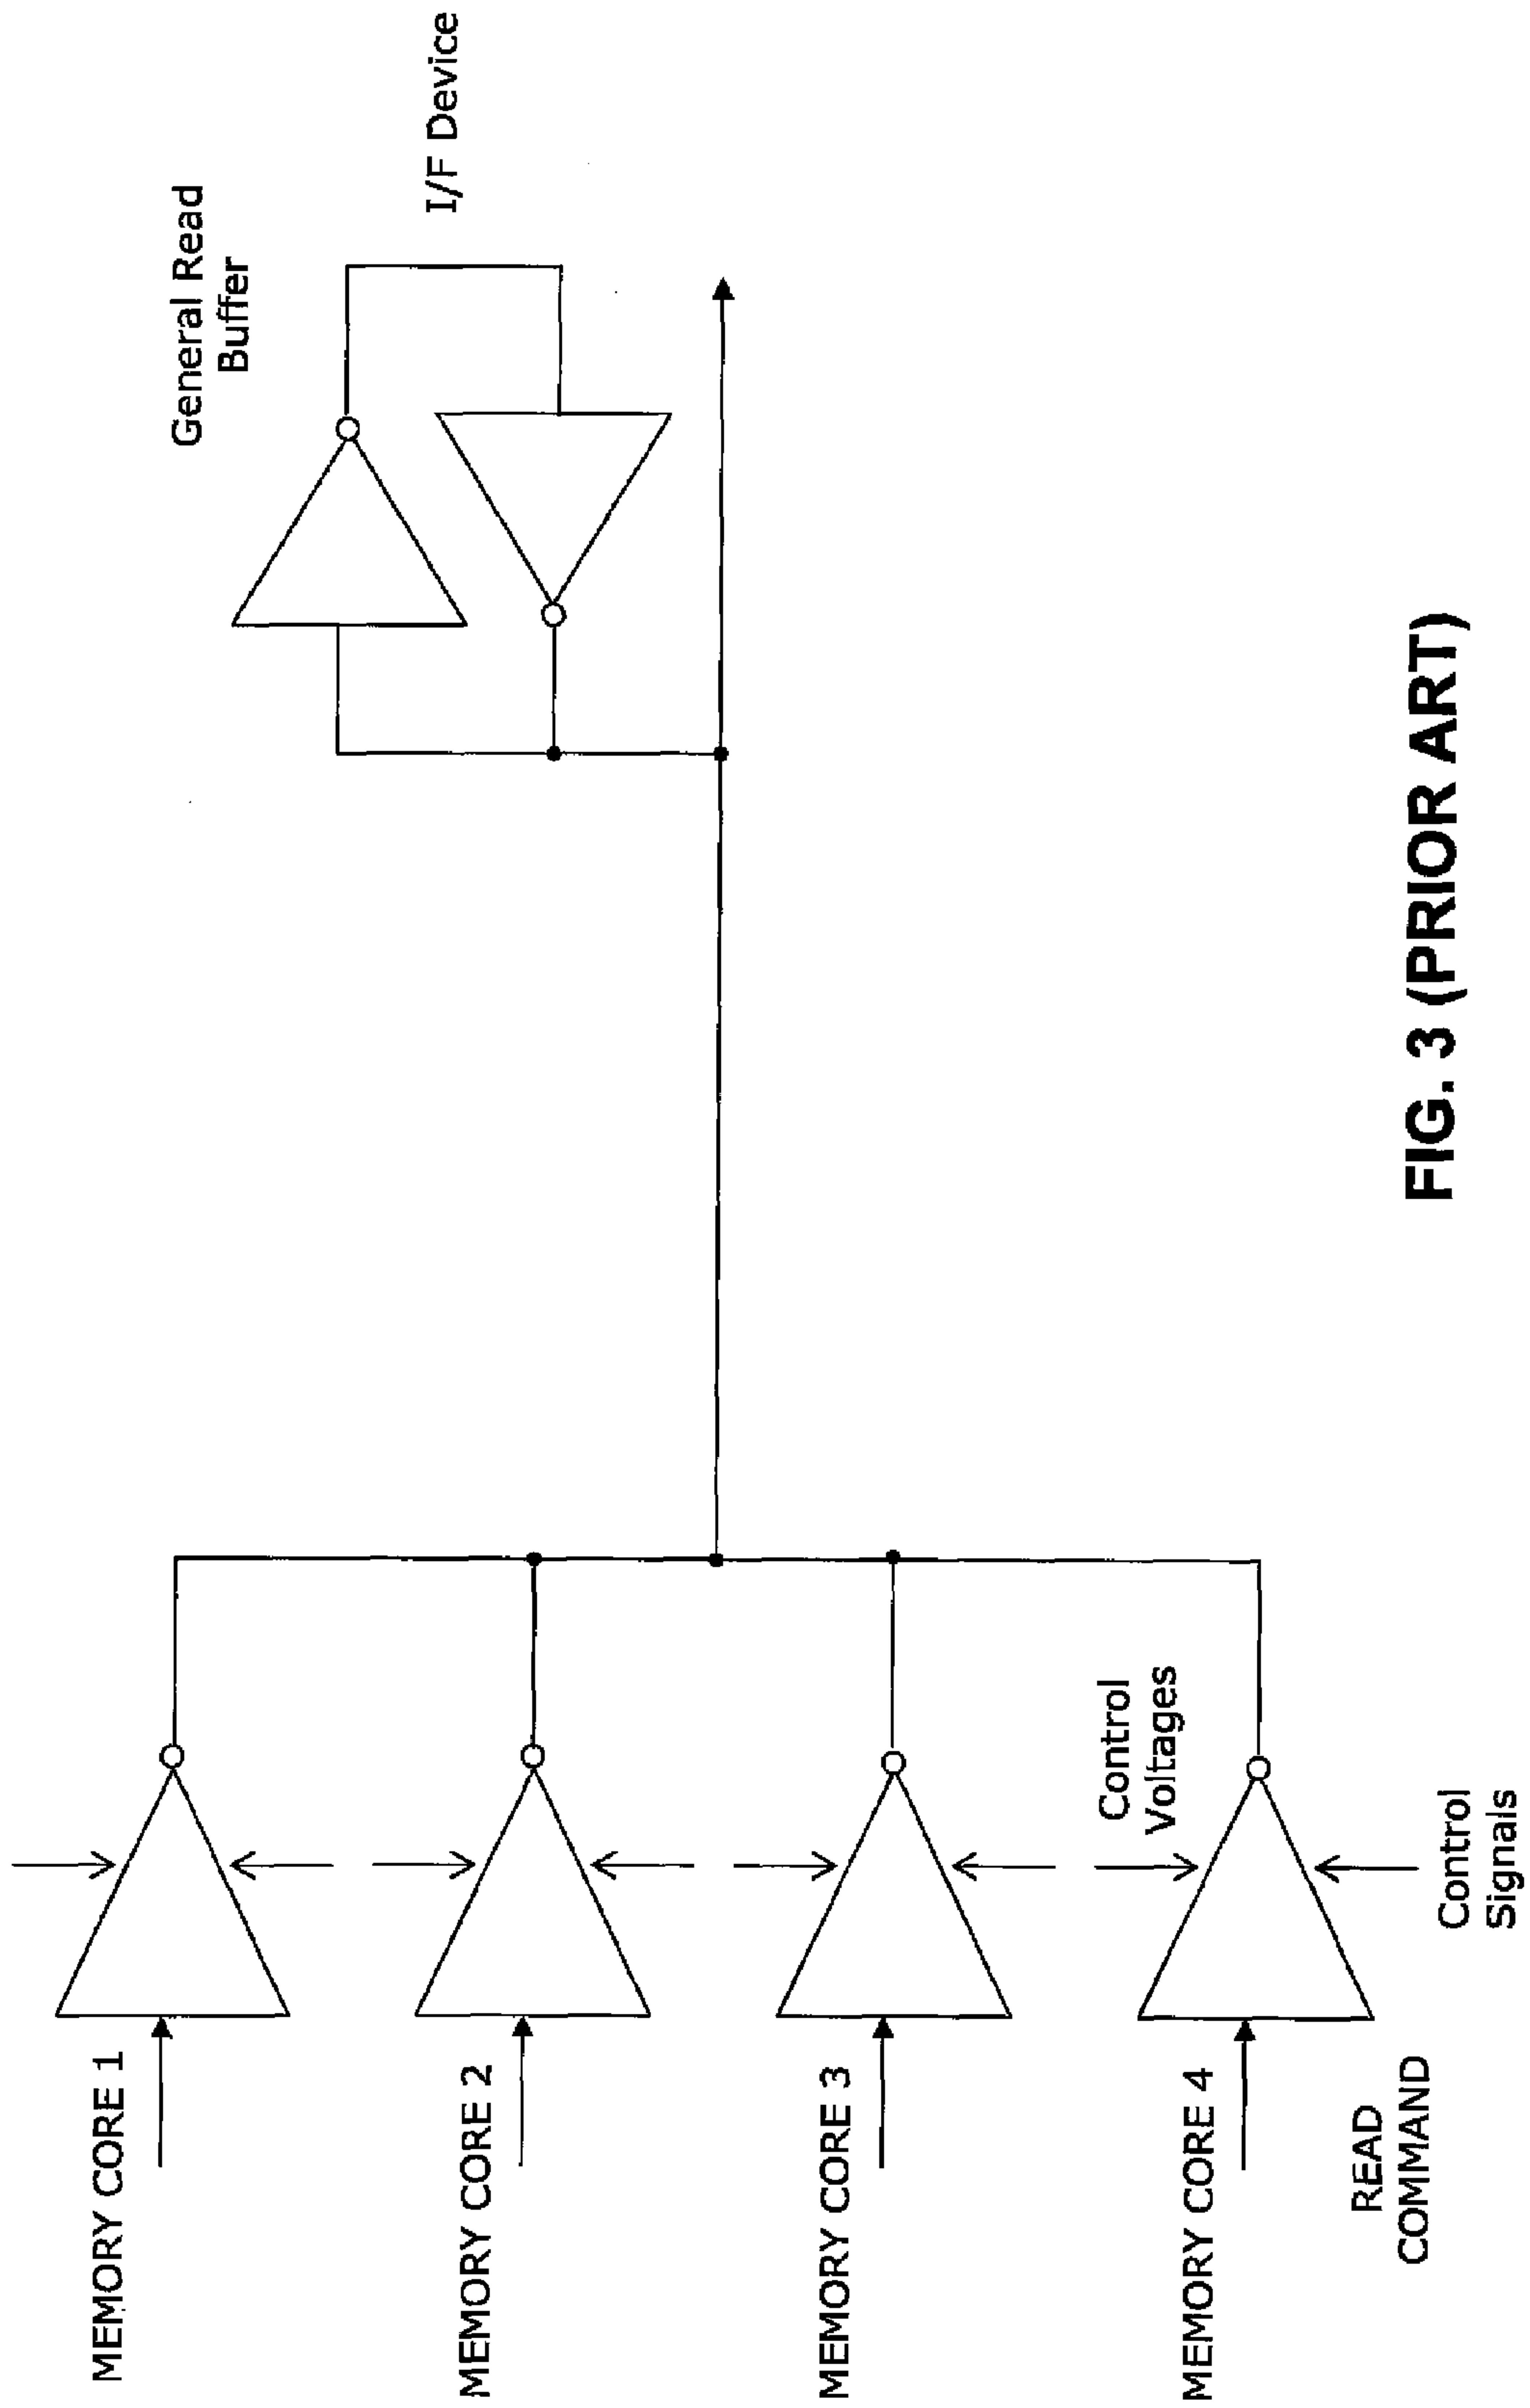 General Read
Buffer
I/F Device
MEMORY CORE 1
MEMORY CORE 2
MEMORY CORE 3
Control
Voltages
MEMORY CORE 4
READ
COMMAND
Control
Signals
FIG. 3 (PRIOR ART)